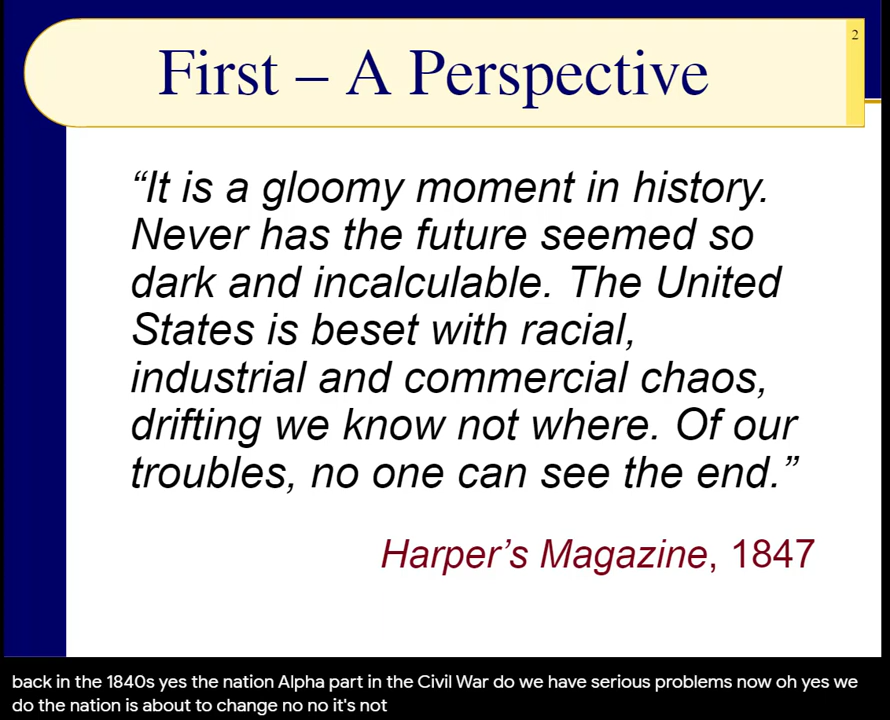 2
First – A Perspective
“It is a gloomy moment in history.
Never has the future seemed so
dark and incalculable. The United
States is beset with racial,
industrial and commercial chaos,
drifting we know not where. Of our
troubles, no one can see the end.”
Harper’s Magazine, 1847
back in the 1840s yes the nation Alpha part in the Civil War do we have serious problems now oh yes we
do the nation is about to change no no it's not